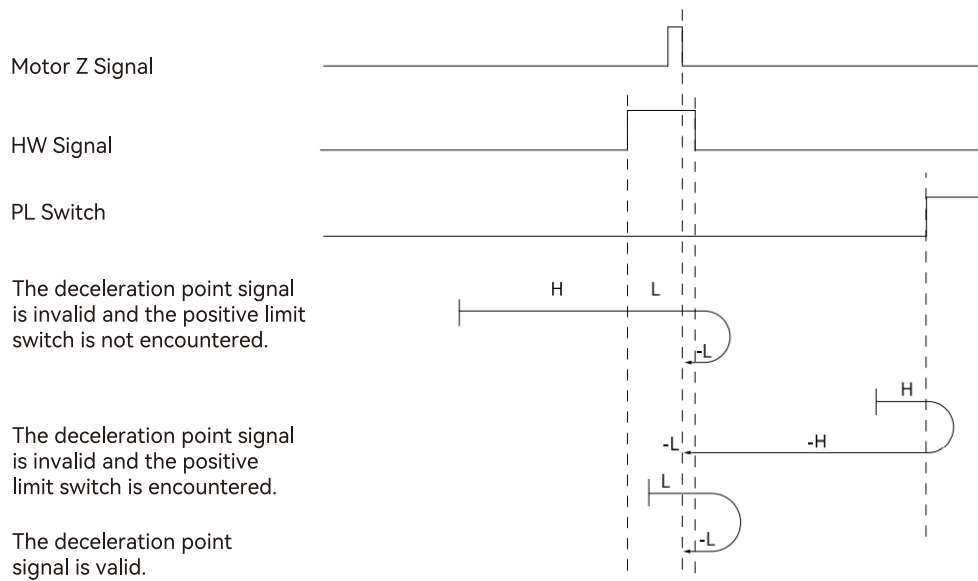 Motor Z Signal
HW Signal
PL Switch
The deceleration point signal
is invalid and the positive limit
switch is not encountered.
H
L
-L
H
The deceleration point signal
is invalid and the positive
limit switch is encountered.
-L
-H
L
The deceleration point
signal is valid.
-L